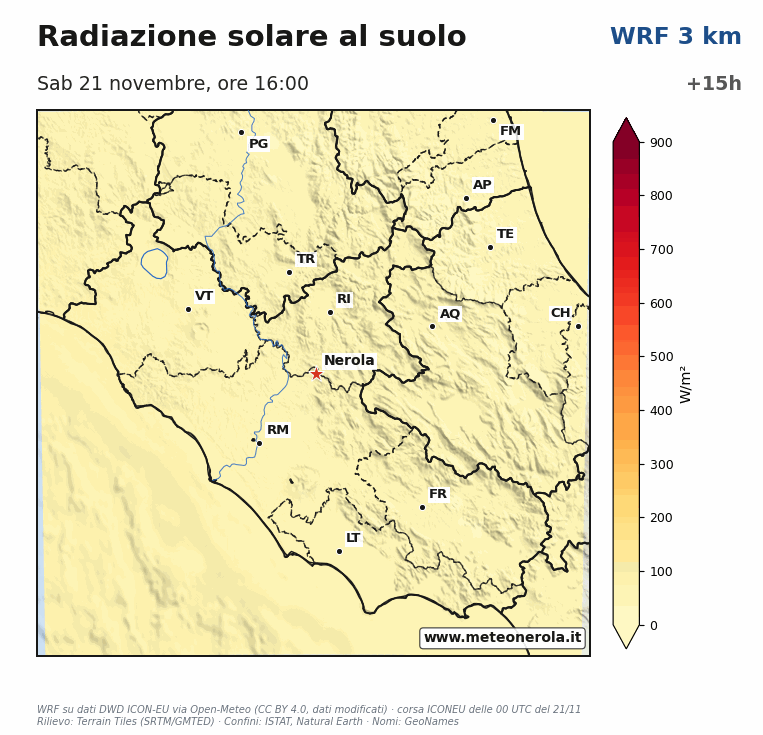 Radiazione solare al suolo
WRF 3 km
Sab 21 novembre, ore 16:00
+15h
FM
PG
AP
TE
TR
VT
RI
AQ
CH
Nerola
RM
FR
LT
www.meteonerola.it
900
800
700
600
500
400
300
200
100
0
W/m²
WRF su dati DWD ICON-EU via Open-Meteo (CC BY 4.0, dati modificati) · corsa ICONEU delle 00 UTC del 21/11
Rilievo: Terrain Tiles (SRTM/GMTED) · Confini: ISTAT, Natural Earth · Nomi: GeoNames